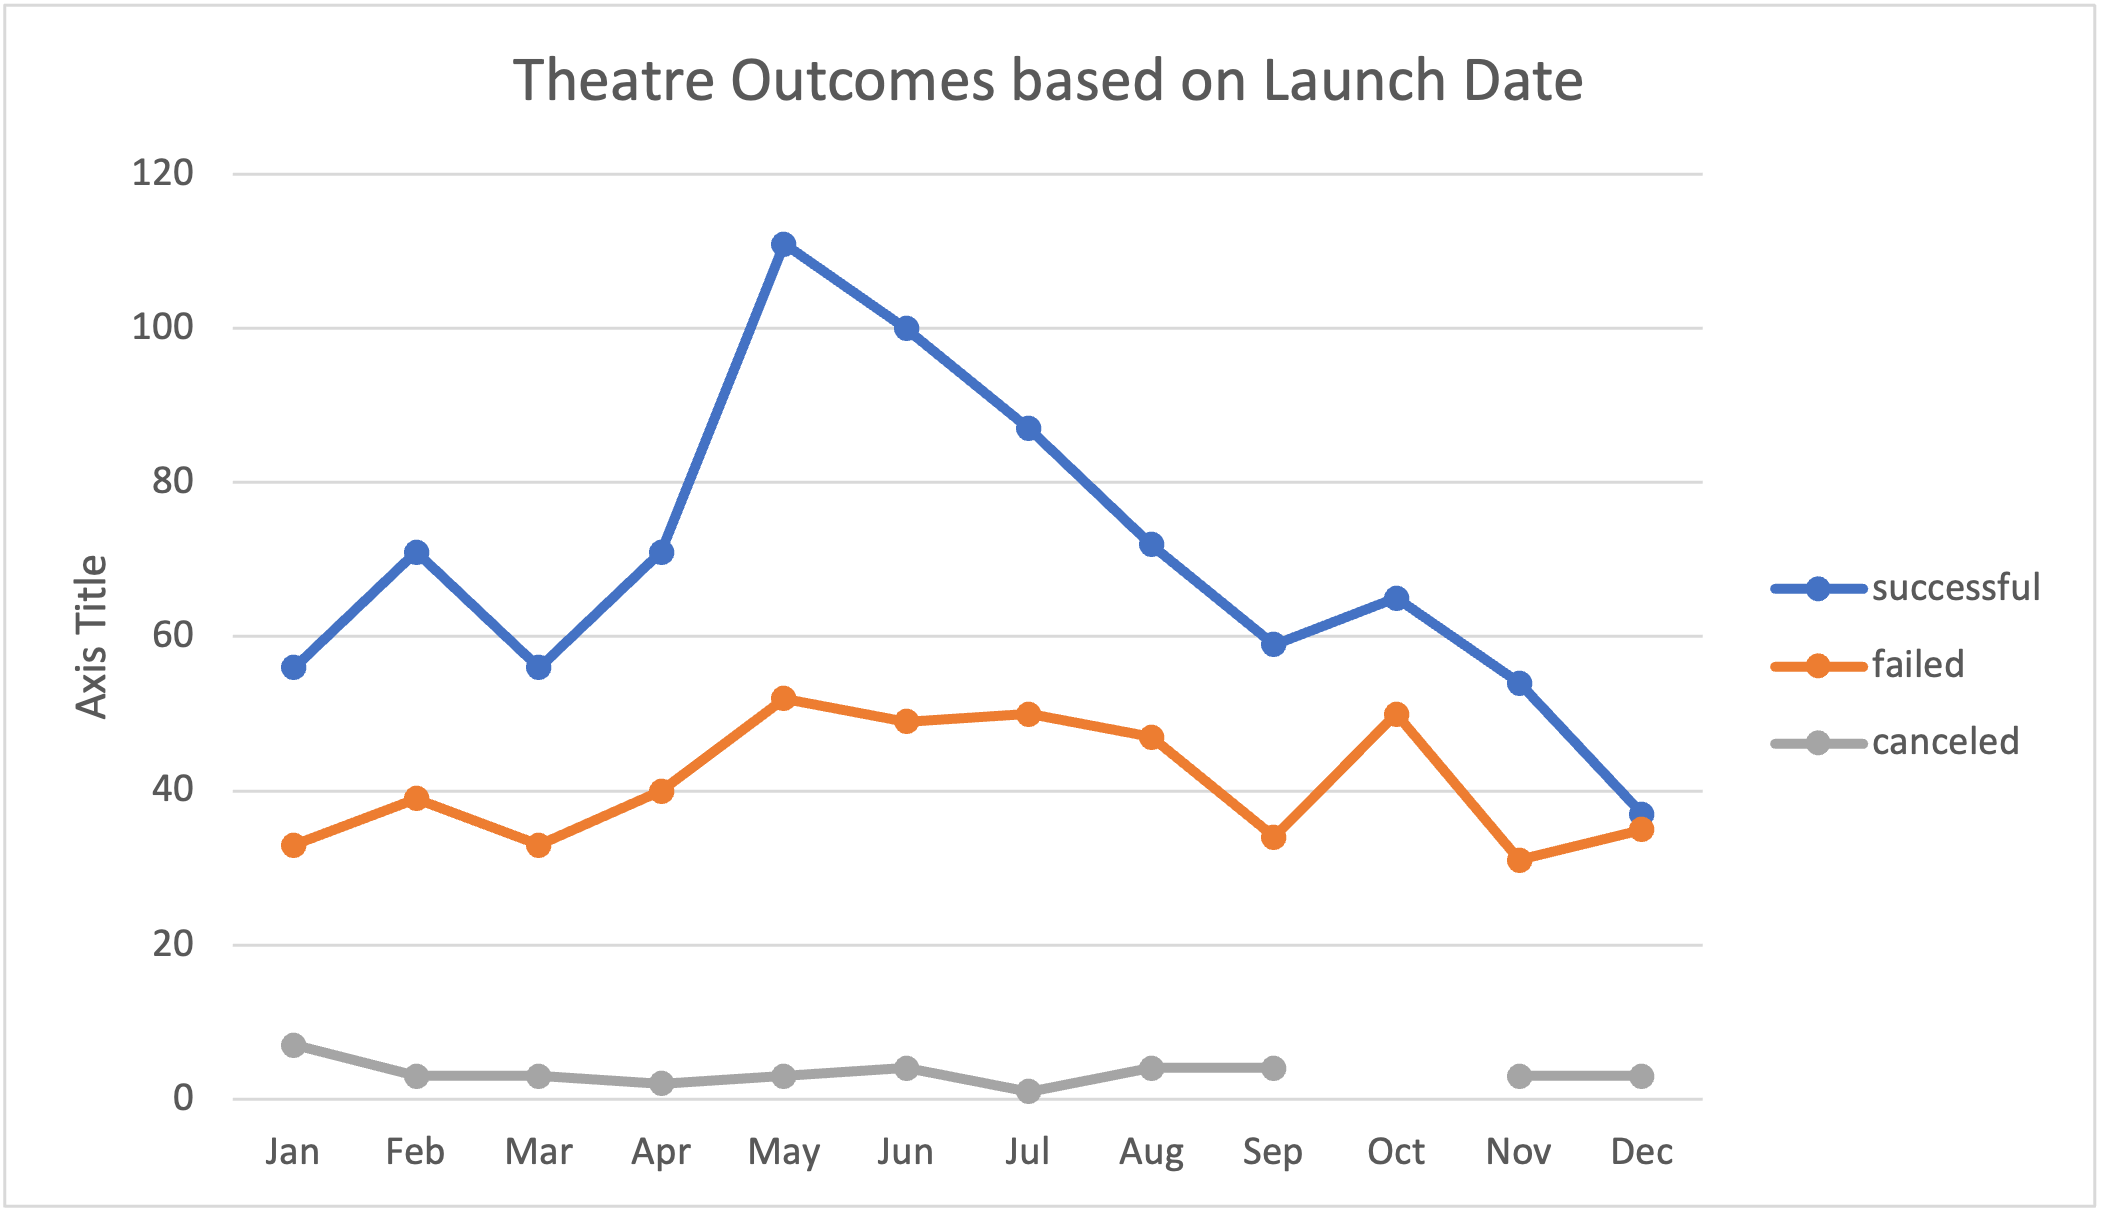 Theatre Outcomes based on Launch Date
120
100
80
60
40
20
0
Axis Title
Jan Feb Mar Apr May Jun Jul Aug Sep Oct Nov Dec
successful
failed
canceled